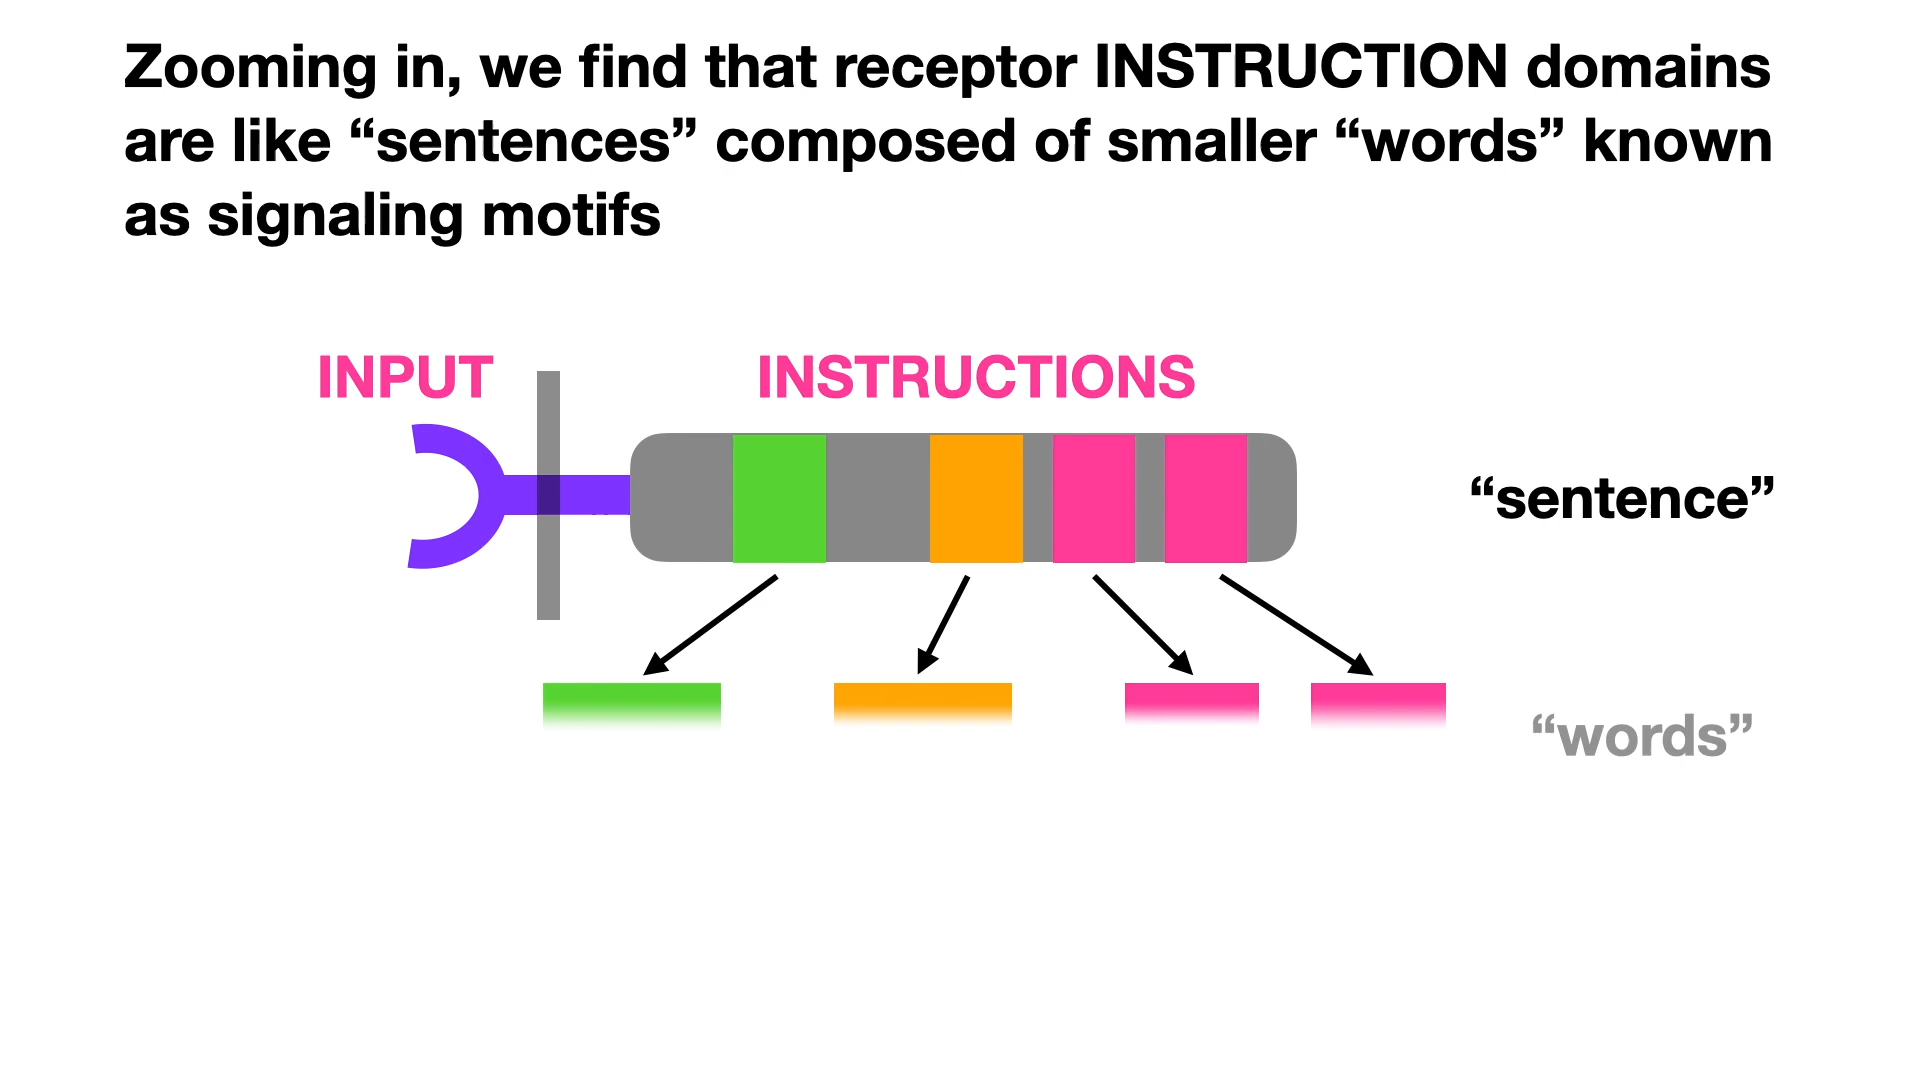 Zooming in, we find that receptor INSTRUCTION domains
are like “sentences” composed of smaller “words” known
as signaling motifs
INPUT
INSTRUCTIONS
“sentence”
“words”